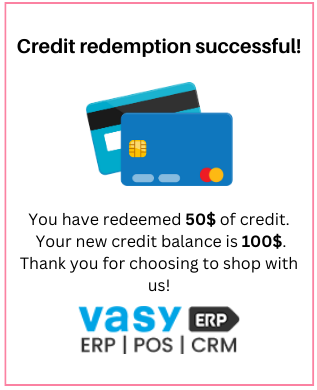 Credit redemption successful!
You have redeemed 50$ of credit.
Your new credit balance is 100$.
Thank you for choosing to shop with
us!
vasy ERP
ERP | POS | CRM